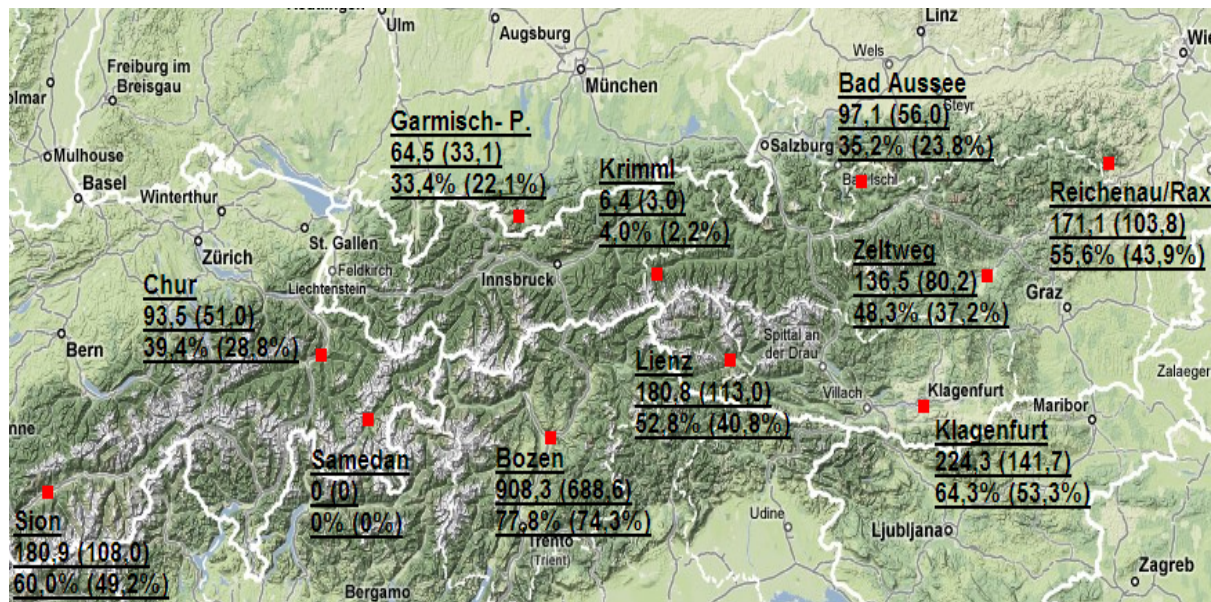 Reutlingen
Ulm
Augsburg
Linz
Wels
Wie
Freiburg im
Breisgau
München
Bad Aussee
97,1 (56,0)
35,2% (23,8%)
Steyr
olmar
Garmisch- P.
64,5 (33,1)
33,4% (22,1%)
Mulhouse
Salzburg
Krimml
6,4 (3,0)
4,0% (2,2%)
Basel
Winterthur
Reichenau/Rax
171,1 (103,8)
55,6% (43,9%)
Zürich
St. Gallen
Feldkirch
Liechtenstein
Innsbruck
Zeltweg
136,5 (80,2)
48,3% (37,2%)
Graz
Chur
93,5 (51,0)
39,4% (28,8%)
Bern
Spittal an
der Drau
Lienz
180,8 (113,0)
52,8% (40,8%)
Villach
Klagenfurt
Zalaeger
Maribor
nne
Klagenfurt
224,3 (141,7)
64,3% (53,3%)
Samedan
0 (0)
0% (0%)
Bozen
908,3 (688,6)
77,8% (74,3%)
Sion
180,9 (108,0)
60,0% (49,2%)
Udine
Ljubljana
Trento
(Trient)
Zagreb
Bergamo